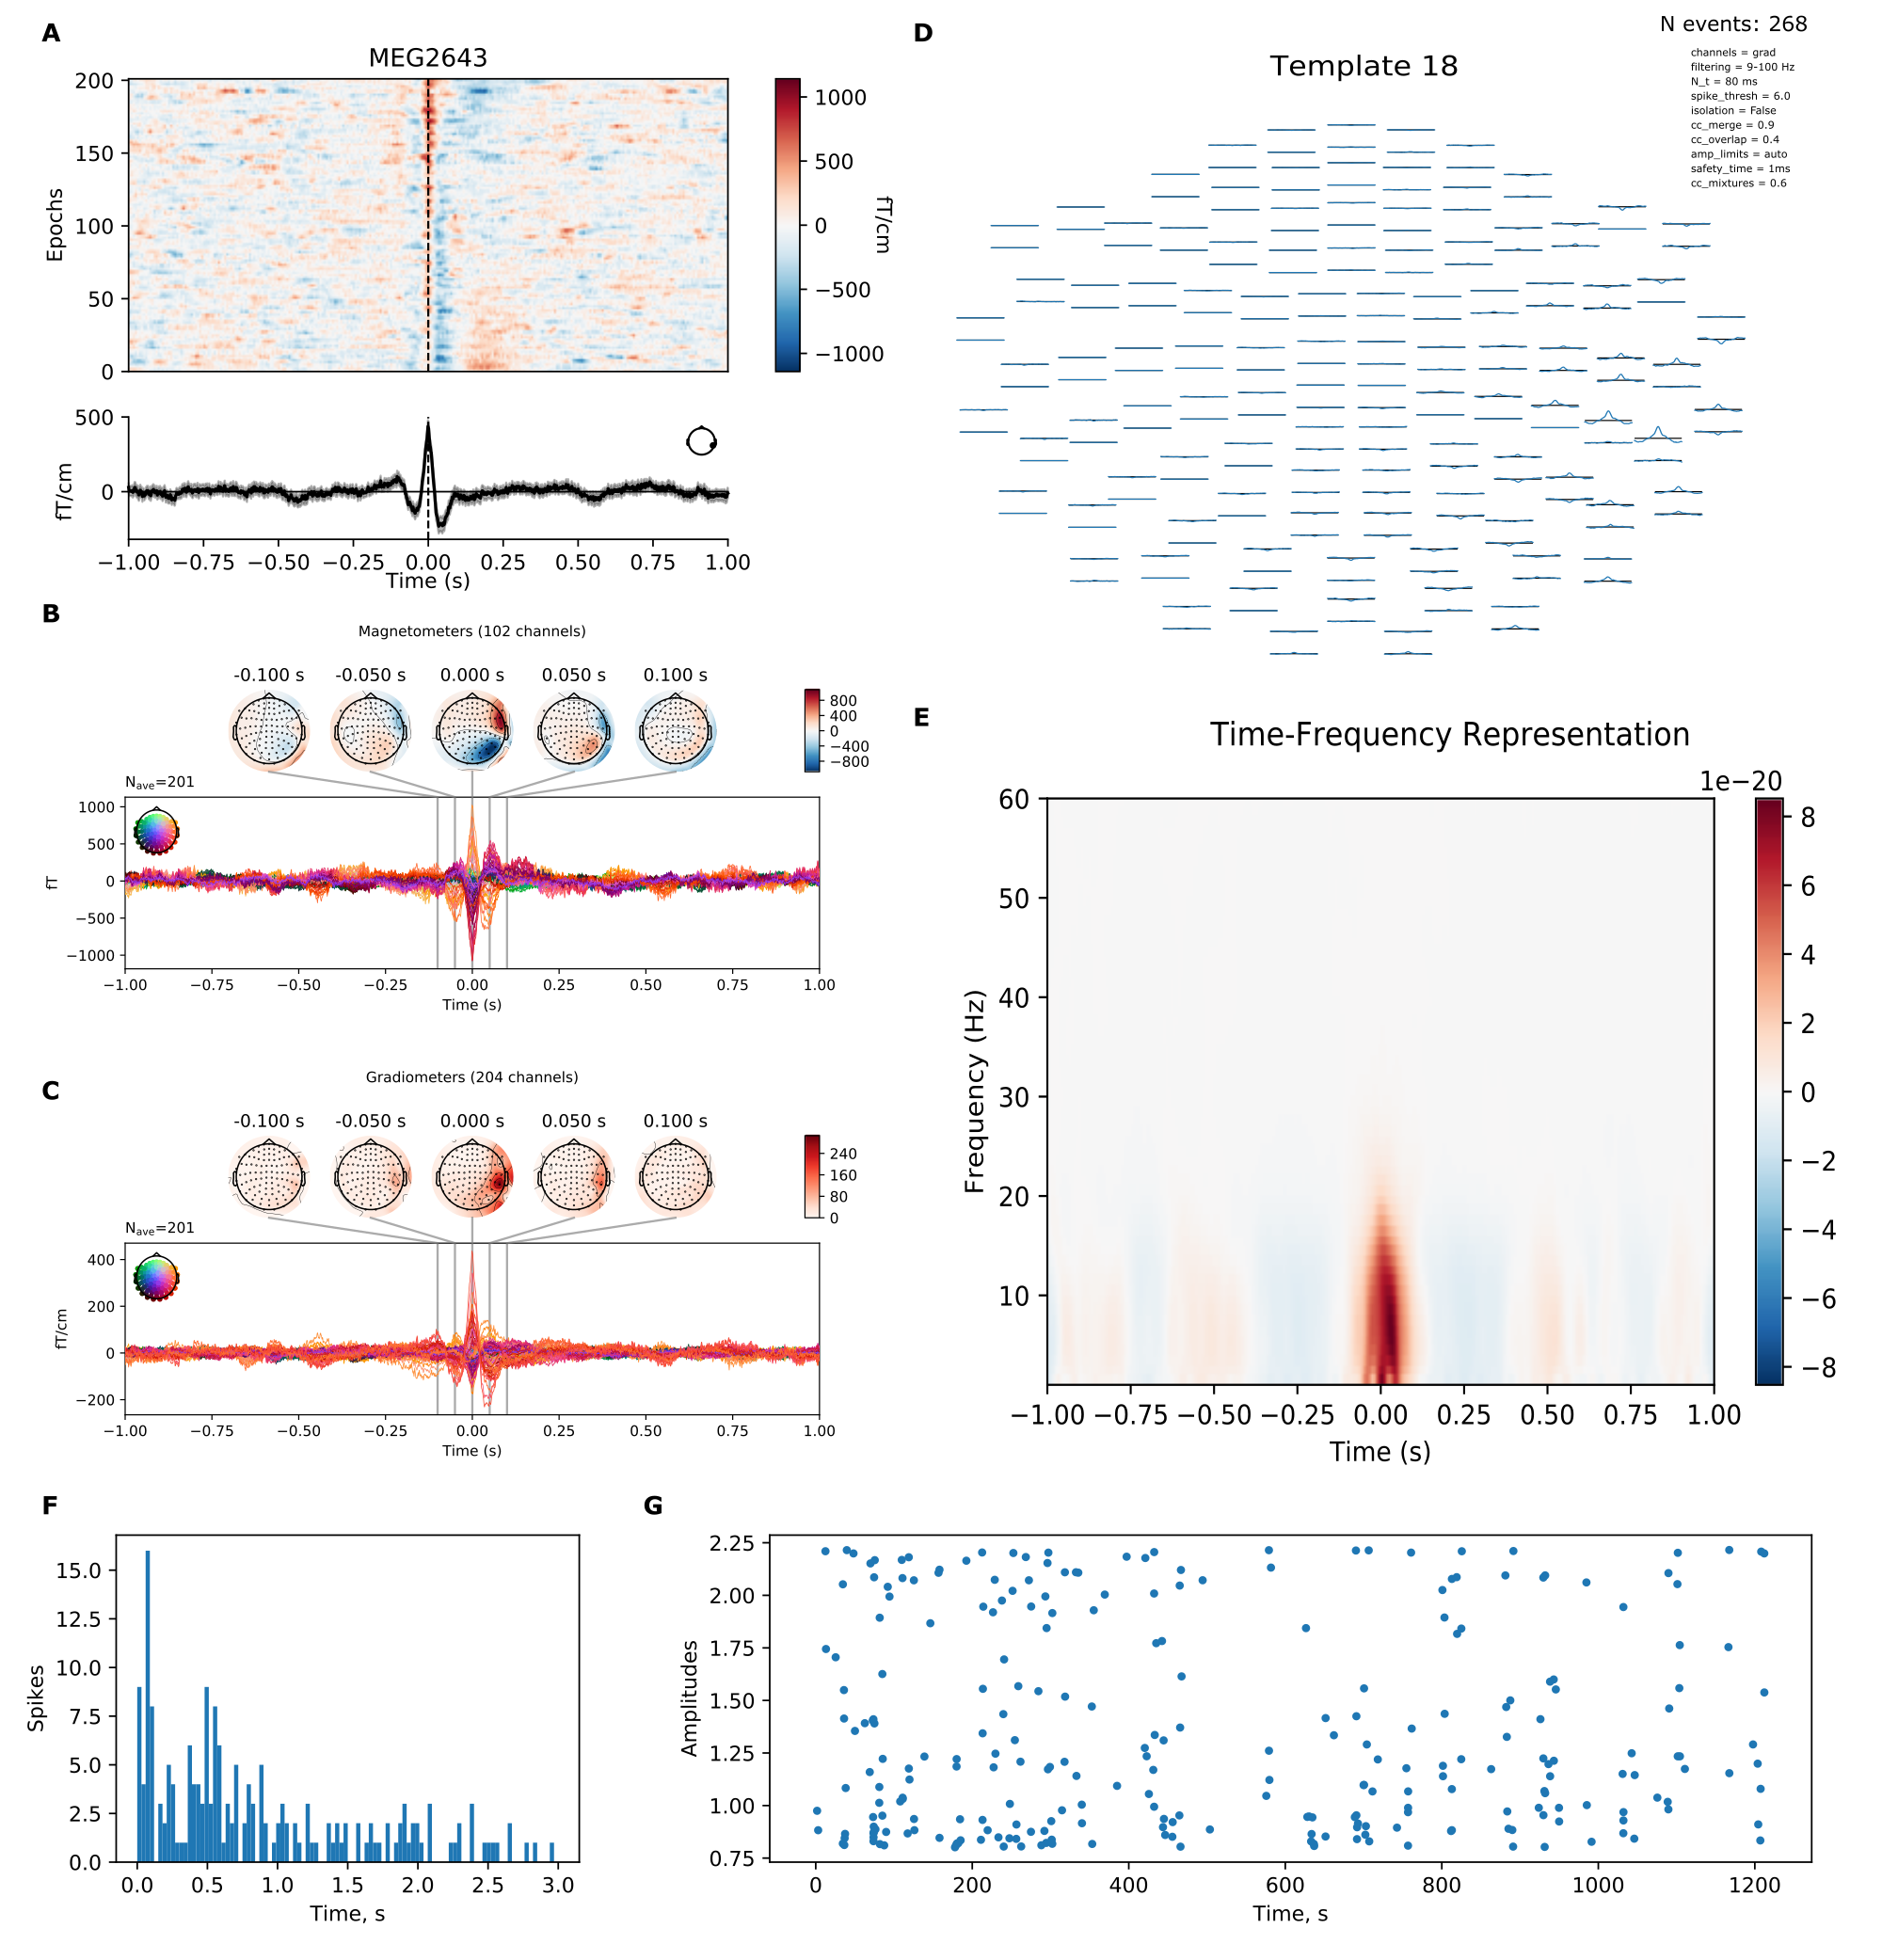 A
MEG2643
200
150
100
50
0
Epochs
1000
500
0
−500
−1000
fT/cm
500
0
fT/cm
−1.00 −0.75 −0.50 −0.25 0.00 0.25 0.50 0.75 1.00
Time (s)
B
Magnetometers (102 channels)
-0.100 s -0.050 s 0.000 s 0.050 s 0.100 s
800
400
0
−400
−800
Nave=201
1000
500
0
−500
−1000
fT
−1.00 −0.75 −0.50 −0.25 0.00 0.25 0.50 0.75 1.00
Time (s)
C
Gradiometers (204 channels)
-0.100 s -0.050 s 0.000 s 0.050 s 0.100 s
240
160
80
0
Nave=201
400
200
0
−200
fT/cm
−1.00 −0.75 −0.50 −0.25 0.00 0.25 0.50 0.75 1.00
Time (s)
D
Template 18
N events: 268
channels = grad
filtering = 9-100 Hz
N_t = 80 ms
spike_thresh = 6.0
isolation = False
cc_merge = 0.9
cc_overlap = 0.4
amp_limits = auto
safety_time = 1ms
cc_mixtures = 0.6
E
Time-Frequency Representation
1e−20
60
50
40
30
20
10
Frequency (Hz)
8
6
4
2
0
−2
−4
−6
−8
−1.00 −0.75 −0.50 −0.25 0.00 0.25 0.50 0.75 1.00
Time (s)
F
15.0
12.5
10.0
7.5
5.0
2.5
0.0
Spikes
0.0 0.5 1.0 1.5 2.0 2.5 3.0
Time, s
G
2.25
2.00
1.75
1.50
1.25
1.00
0.75
Amplitudes
0 200 400 600 800 1000 1200
Time, s